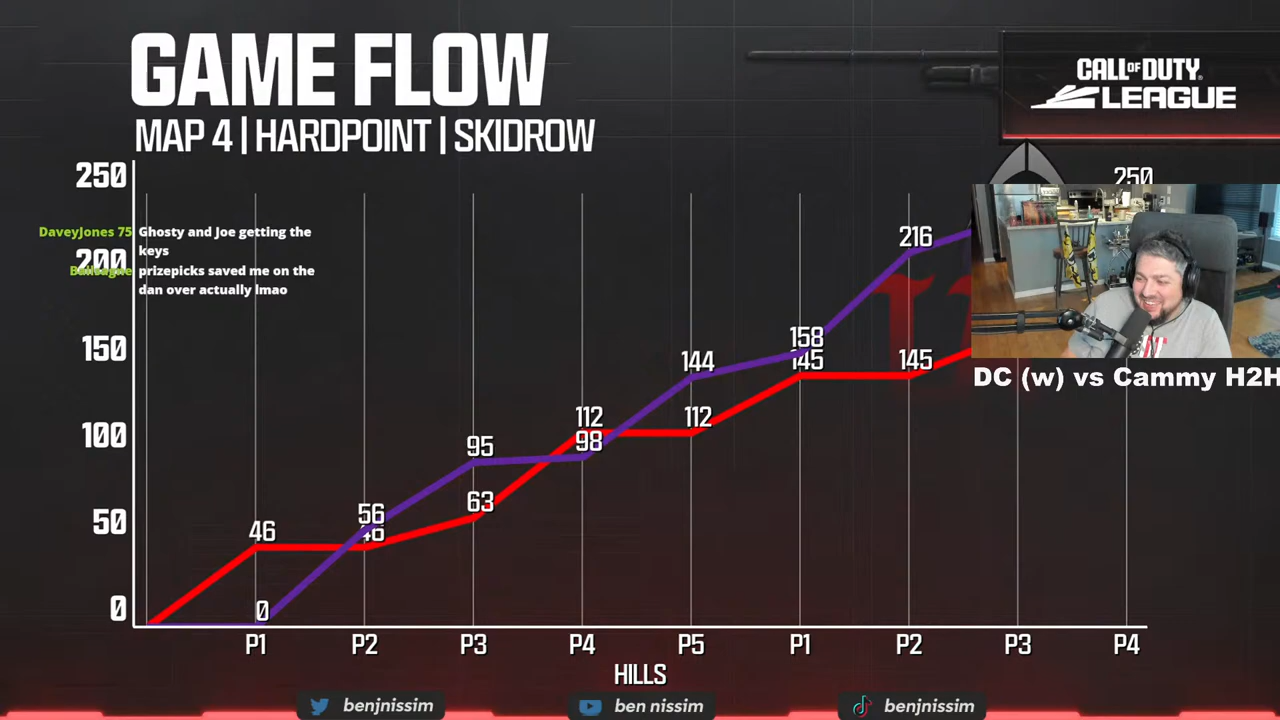 GAME FLOW
MAP 4 | HARDPOINT | SKIDROW
CALL OF DUTY
LEAGUE
250
200
150
100
50
0
DaveyJones 75 Ghosty and Joe getting the
keys
prizepicks saved me on the
dan over actually lmao
46
0
56
46
95
63
112
98
144
112
158
145
216
145
250
DC (w) vs Cammy H2H
P1 P2 P3 P4 P5 P1 P2 P3 P4
HILLS
benjnissim
ben nissim
benjnissim